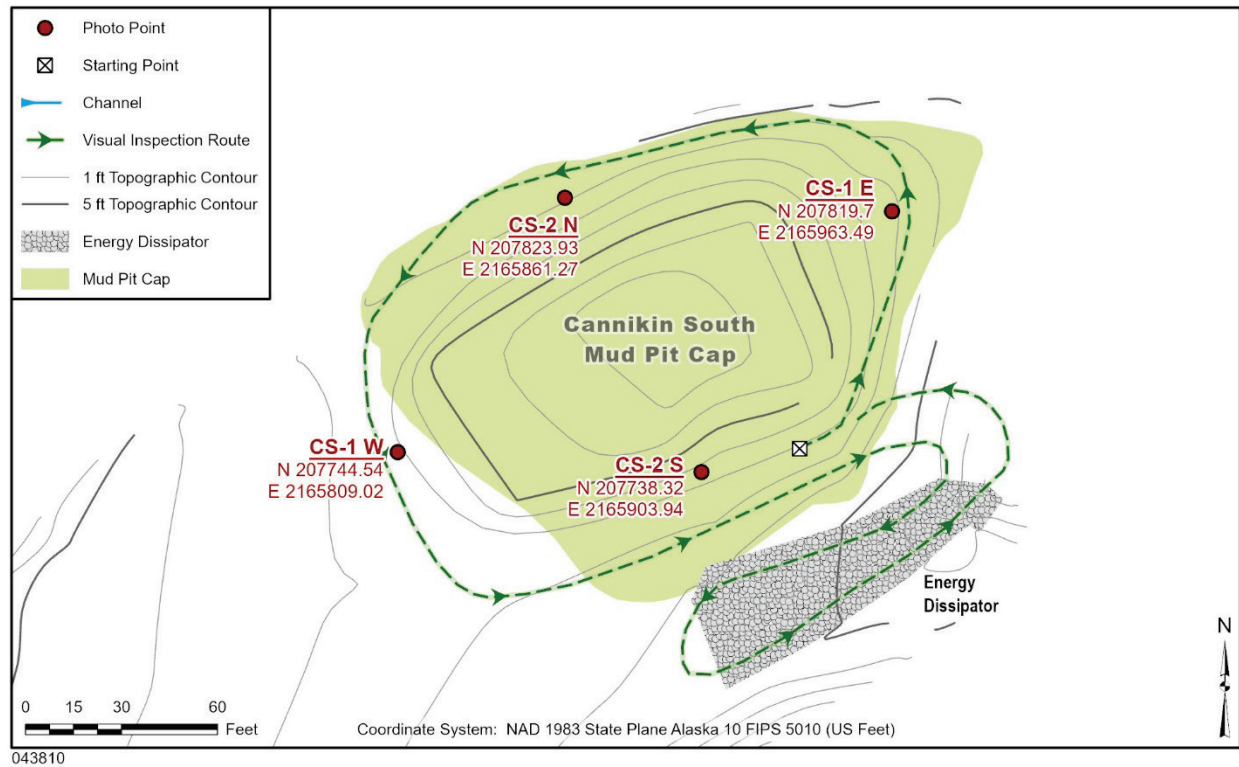 Photo Point
Starting Point
Channel
Visual Inspection Route
1 ft Topographic Contour
5 ft Topographic Contour
Energy Dissipator
Mud Pit Cap
CS-1 E
N 207819.7
E 2165963.49
CS-2 N
N 207823.93
E 2165861.27
Cannikin South
Mud Pit Cap
CS-1 W
N 207744.54
E 2165809.02
CS-2 S
N 207738.32
E 2165903.94
Energy
Dissipator
N
0 15 30 60
Feet
Coordinate System: NAD 1983 State Plane Alaska 10 FIPS 5010 (US Feet)
043810